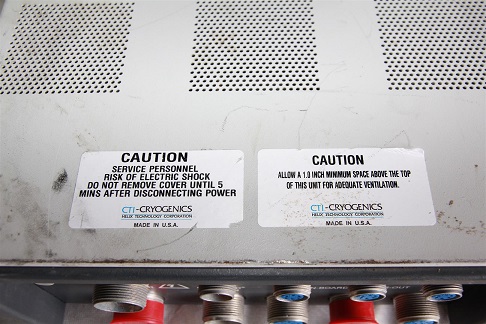 CAUTION
SERVICE PERSONNEL
RISK OF ELECTRIC SHOCK
DO NOT REMOVE COVER UNTIL 5
MINS AFTER DISCONNECTING POWER
CTI-CRYOGENICS
HELIX TECHNOLOGY CORPORATION
MADE IN U.S.A.
CAUTION
ALLOW A 1.0 INCH MINIMUM SPACE ABOVE THE TOP
OF THIS UNIT FOR ADEQUATE VENTILATION.
CTI-CRYOGENICS
HELIX TECHNOLOGY CORPORATION
MADE IN U.S.A.